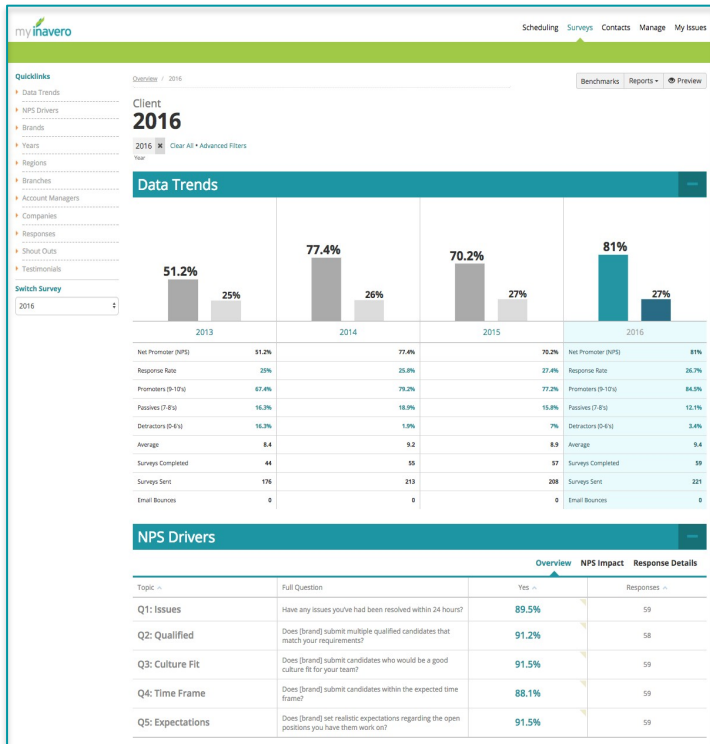 my inavero
Scheduling Surveys Contacts Manage My Issues
Quicklinks
Data Trends
NPS Drivers
Brands
Years
Regions
Branches
Account Managers
Companies
Responses
Shout Outs
Testimonials
Switch Survey
2016
Overview / 2016
Benchmarks Reports Preview
Client
2016
2016 ✖ Clear All • Advanced Filters
Year
Data Trends
51.2% 25% 77.4% 26% 70.2% 27% 81% 27%
2013 2014 2015 2016
Net Promoter (NPS) 51.2% 77.4% 70.2% Net Promoter (NPS) 81%
Response Rate 25% 25.8% 27.4% Response Rate 26.7%
Promoters (9-10's) 67.4% 79.2% 77.2% Promoters (9-10's) 84.5%
Passives (7-8's) 16.3% 18.9% 15.8% Passives (7-8's) 12.1%
Detractors (0-6's) 16.3% 1.9% 7% Detractors (0-6's) 3.4%
Average 8.4 9.2 8.9 Average 9.4
Surveys Completed 44 55 57 Surveys Completed 59
Surveys Sent 176 213 208 Surveys Sent 221
Email Bounces 0 0 0 Email Bounces 0
NPS Drivers
Overview NPS Impact Response Details
Topic Full Question Yes Responses
Q1: Issues Have any issues you've had been resolved within 24 hours? 89.5% 59
Q2: Qualified Does [brand] submit multiple qualified candidates that
match your requirements? 91.2% 58
Q3: Culture Fit Does [brand] submit candidates who would be a good
culture fit for your team? 91.5% 59
Q4: Time Frame Does [brand] submit candidates within the expected time
frame? 88.1% 59
Q5: Expectations Does [brand] set realistic expectations regarding the open
positions you have them work on? 91.5% 59